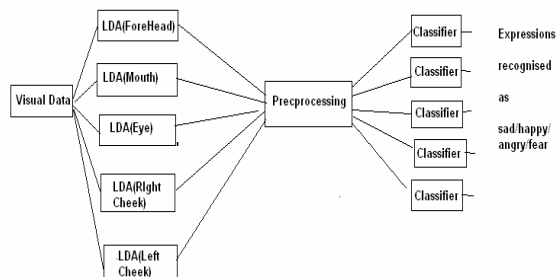 LDA(ForeHead)
LDA(Mouth)
Visual Data
LDA(Eye)
LDA(RIght
Cheek)
LDA(Left
Cheek)
Precprocessing
Classifier
Classifier
Classifier
Classifier
Classifier
Expressions
recognised
as
sad/happy/
angry/fear